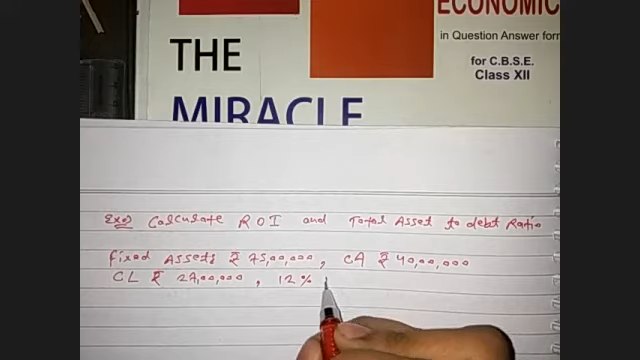 ECONOMIC
in Question Answer form
THE
for C.B.S.E.
Class XII
MIRACLE
Exa) Calculate ROI and Total Asset to debt Ratio
fixed Assets ₹ 75,00,000, CA ₹ 40,00,000
CL ₹ 27,00,000, 12%